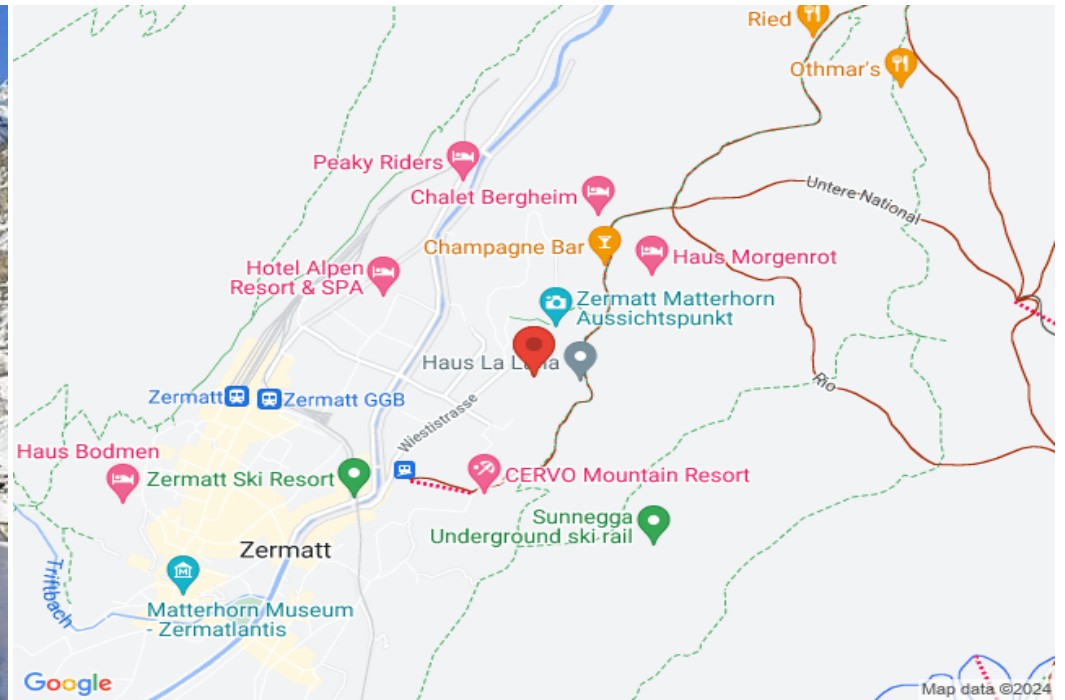 Ried
Othmar's
Peaky Riders
Chalet Bergheim
Untere National
Champagne Bar
Haus Morgenrot
Hotel Alpen
Resort & SPA
Zermatt Matterhorn
Aussichtspunkt
Haus La
Rio
Zermatt
Zermatt GGB
Wiestistrasse
Haus Bodmen
Zermatt Ski Resort
CERVO Mountain Resort
Sunnegga
Underground ski rail
Zermatt
Triftbach
Matterhorn Museum
- Zermatlantis
Google
Map data ©2024